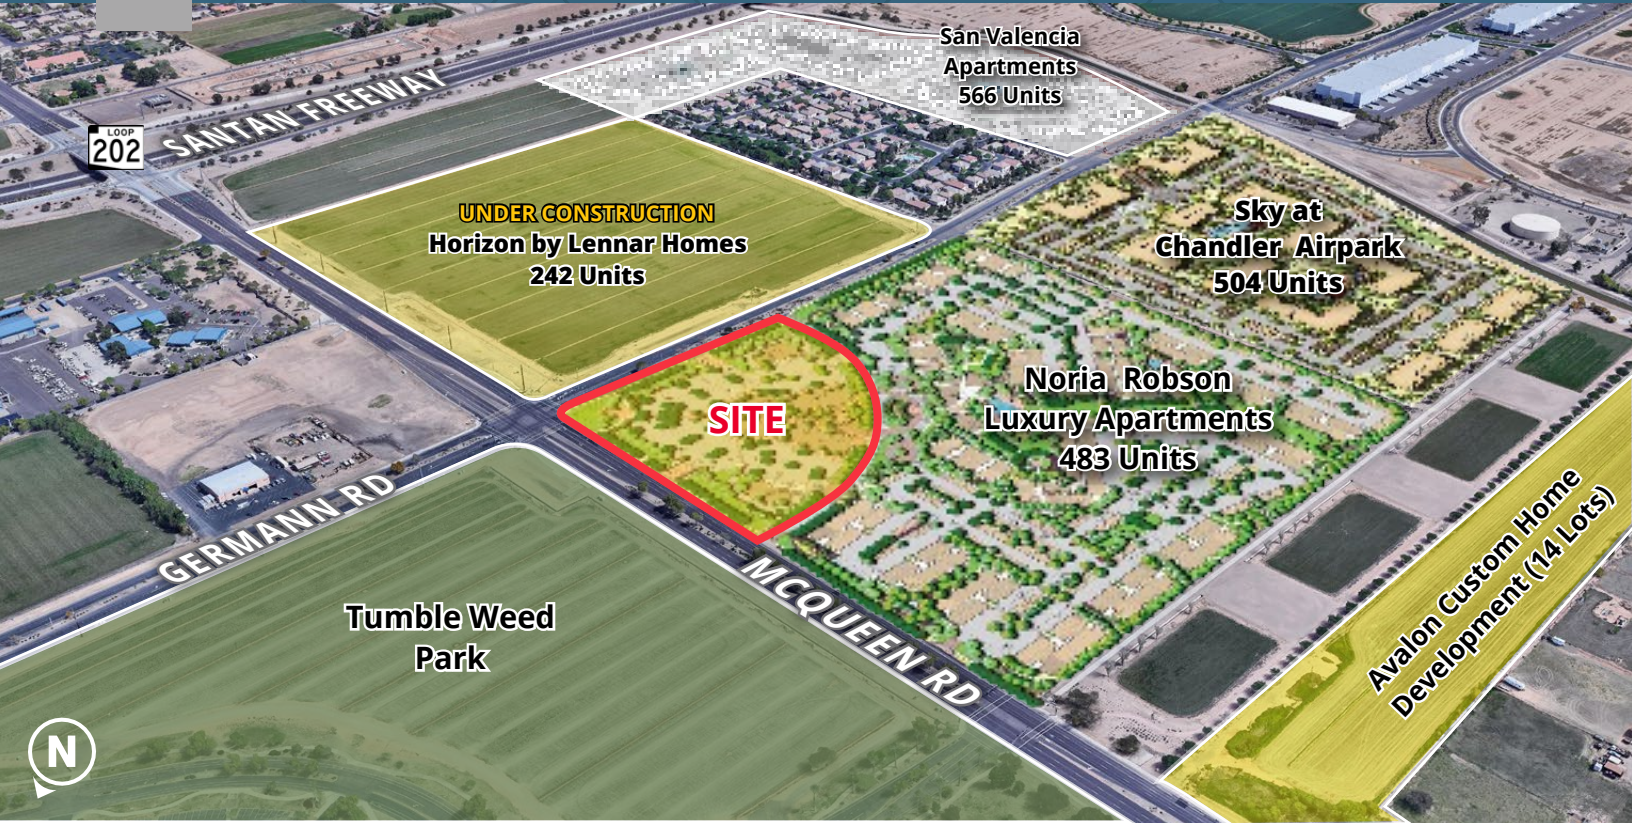 San Valencia
Apartments
566 Units
SANTAN FREEWAY
LOOP
202
UNDER CONSTRUCTION
Horizon by Lennar Homes
242 Units
Sky at
Chandler Airpark
504 Units
SITE
Noria Robson
Luxury Apartments
483 Units
GERMANN RD
MCQUEEN RD
Avalon Custom Home
Development (14 Lots)
Tumble Weed
Park
N